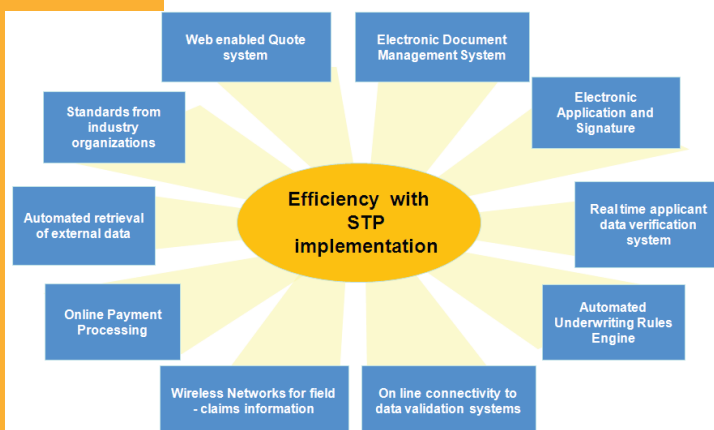 Web enabled Quote
system
Electronic Document
Management System
Electronic
Application and
Signature
Standards from
industry
organizations
Efficiency with
STP
implementation
Real time applicant
data verification
system
Automated retrieval
of external data
Automated
Underwriting Rules
Engine
Online Payment
Processing
Wireless Networks for field
- claims information
On line connectivity to
data validation systems